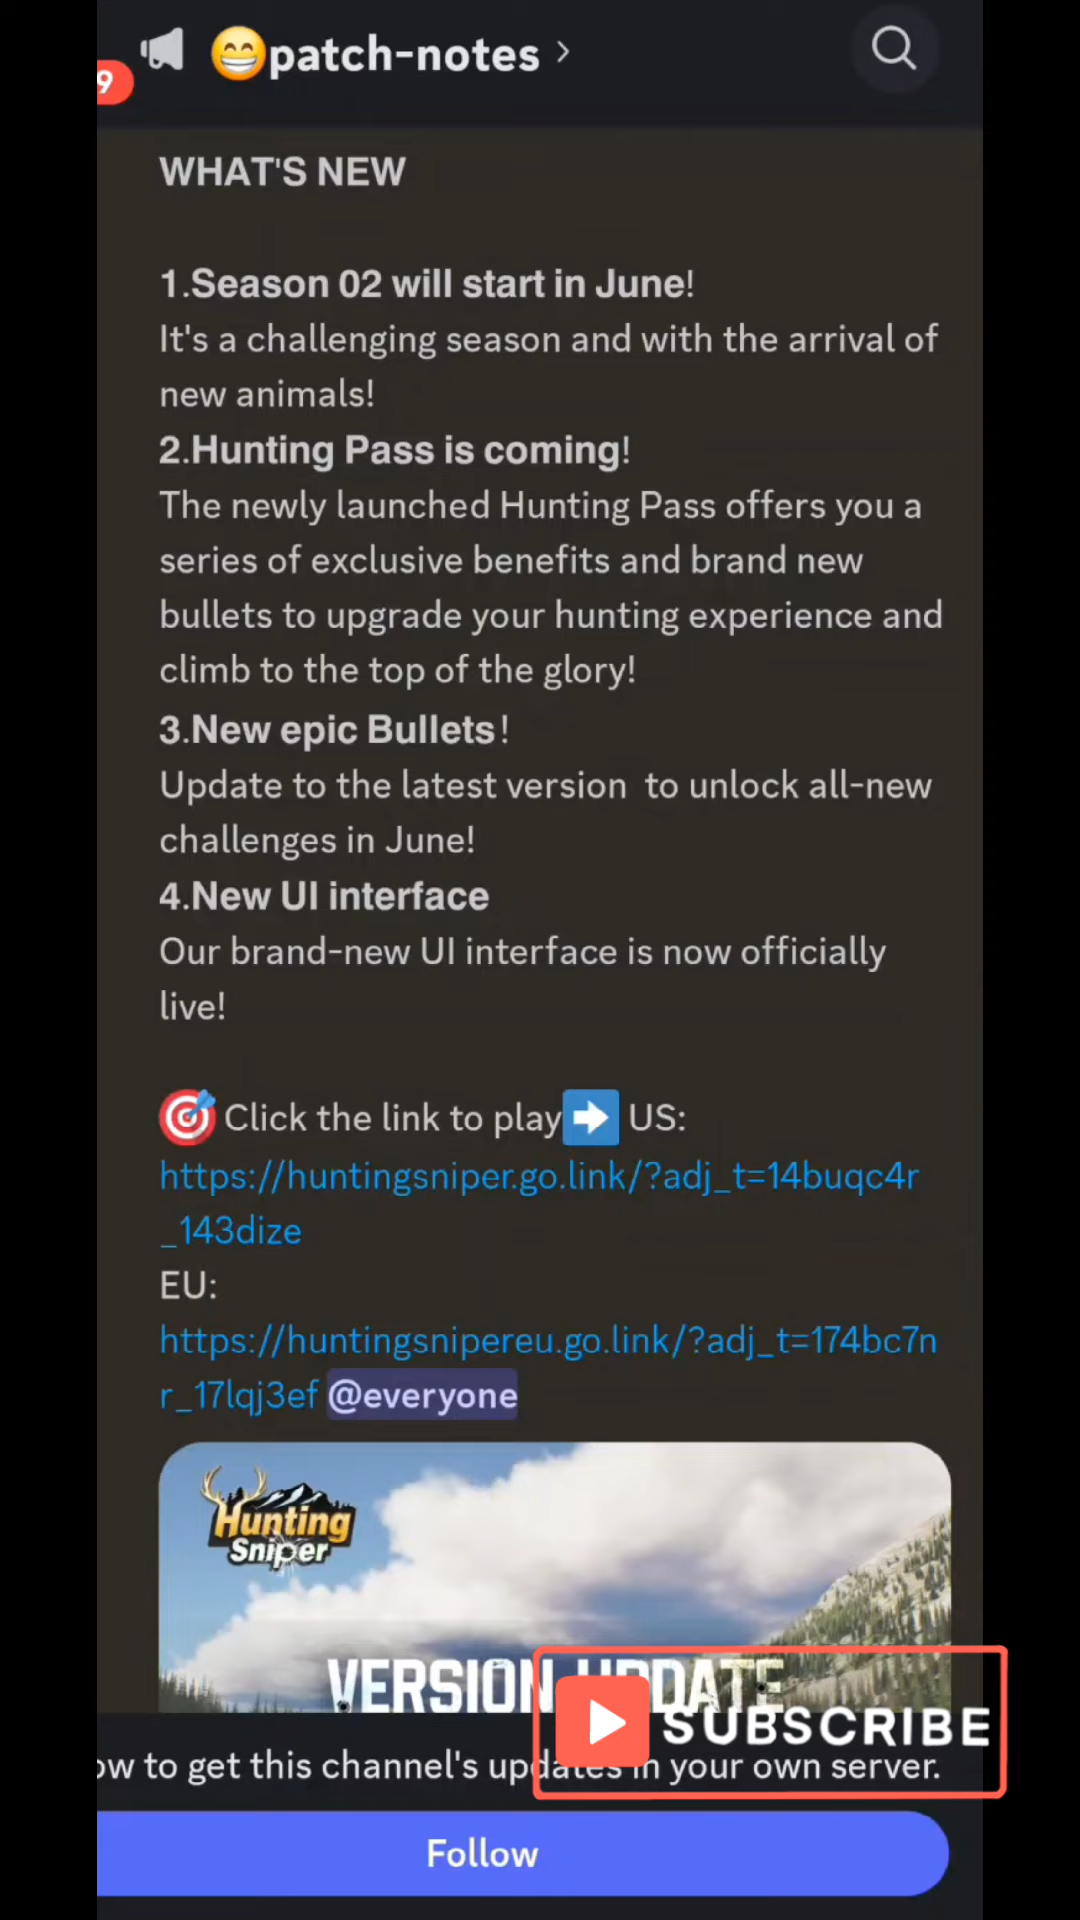 9
patch-notes >
WHAT'S NEW
1.Season 02 will start in June!
It's a challenging season and with the arrival of
new animals!
2.Hunting Pass is coming!
The newly launched Hunting Pass offers you a
series of exclusive benefits and brand new
bullets to upgrade your hunting experience and
climb to the top of the glory!
3.New epic Bullets!
Update to the latest version to unlock all-new
challenges in June!
4.New UI interface
Our brand-new UI interface is now officially
live!
Click the link to play US:
https://huntingsniper.go.link/?adj_t=14buqc4r
_143dize
EU:
https://huntingsnipereu.go.link/?adj_t=174bc7n
r_17lqj3ef @everyone
Hunting
Sniper
VERSION UPDATE
SUBSCRIBE
ow to get this channel's updates in your own server.
Follow